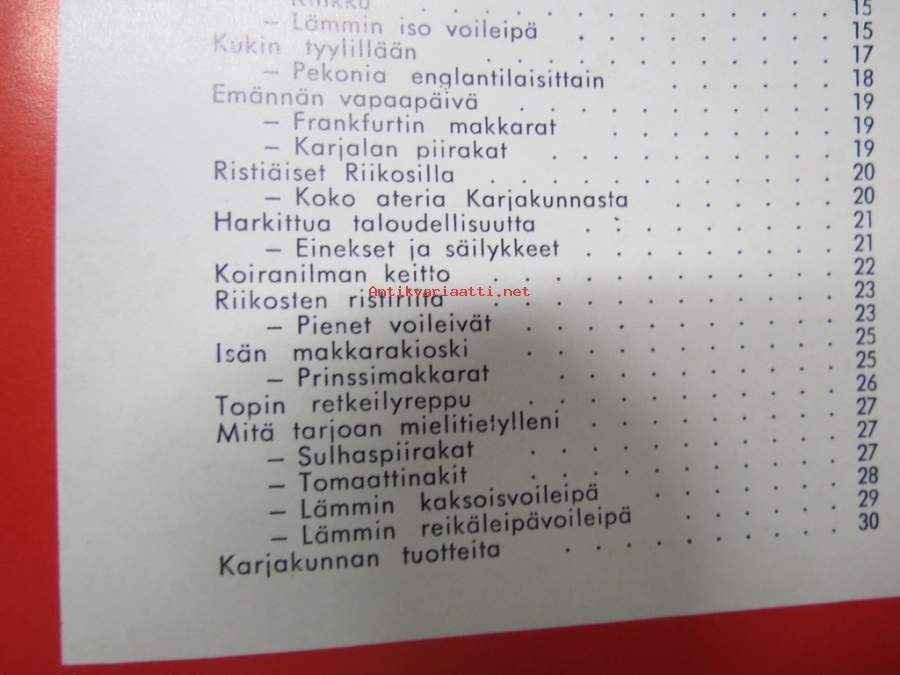 – Kinkku . . . . . . . . . . 15
– Lämmin iso voileipä . . . . . . . . . . 15
Kukin tyylillään . . . . . . . . . . 17
– Pekonia englantilaisittain . . . . . . . 18
Emännän vapaapäivä . . . . . . . . . . 19
– Frankfurtin makkarat . . . . . . . . 19
– Karjalan piirakat . . . . . . . . . . 19
Ristiäiset Riikosilla . . . . . . . . . . . 20
– Koko ateria Karjakunnasta . . . . . . 20
Harkittua taloudellisuutta . . . . . . . . . 21
– Einekset ja säilykkeet . . . . . . . . . 21
Koiranilman keitto . . . . . . . . . . . 22
Riikosten ristiriita . . . . . . . . . . . 23
Antikvariaatti.net
– Pienet voileivät . . . . . . . . . . 23
Isän makkarakioski . . . . . . . . . . 25
– Prinssimakkarat . . . . . . . . . 25
Topin retkeilyreppu . . . . . . . . . . 26
Mitä tarjoan mielitietylleni . . . . . . . . 27
– Sulhaspiirakat . . . . . . . . . . 27
– Tomaattinakit . . . . . . . . . . 27
– Lämmin kaksoisvoileipä . . . . . . 28
– Lämmin reikäleipävoileipä . . . . . 29
Karjakunnan tuotteita . . . . . . . . . 30